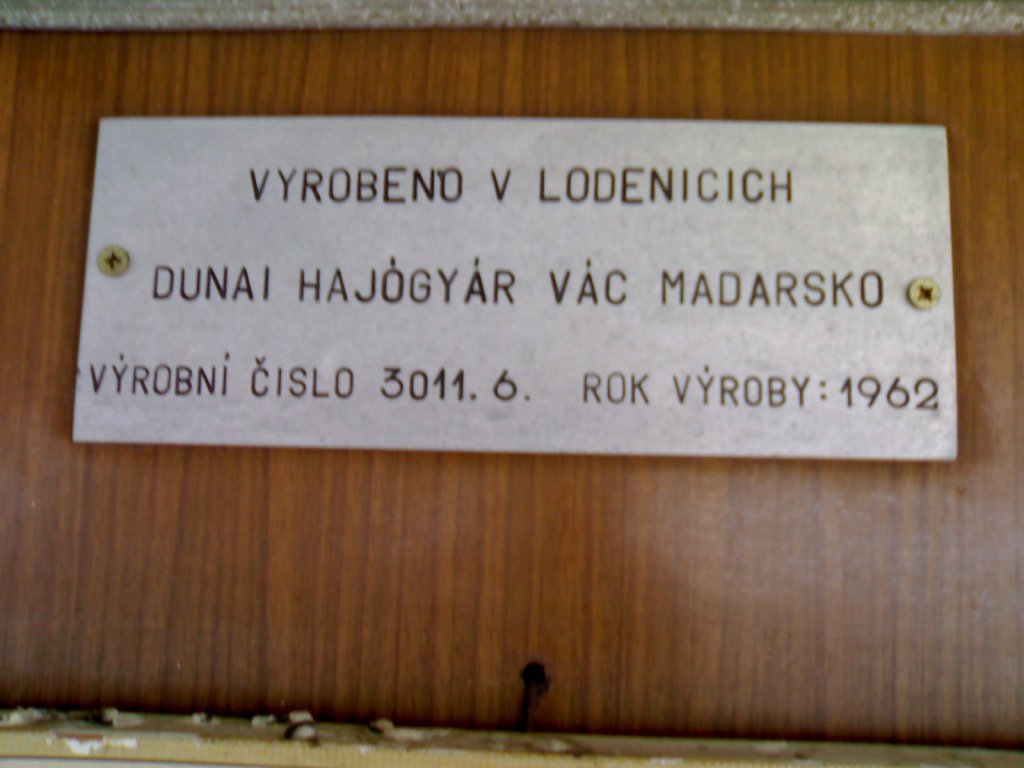 VYROBENO V LODENICICH
DUNAI HAJÓGYÁR VÁC MADARSKO
VÝROBNÍ ČISLO 3011. 6. ROK VÝROBY: 1962